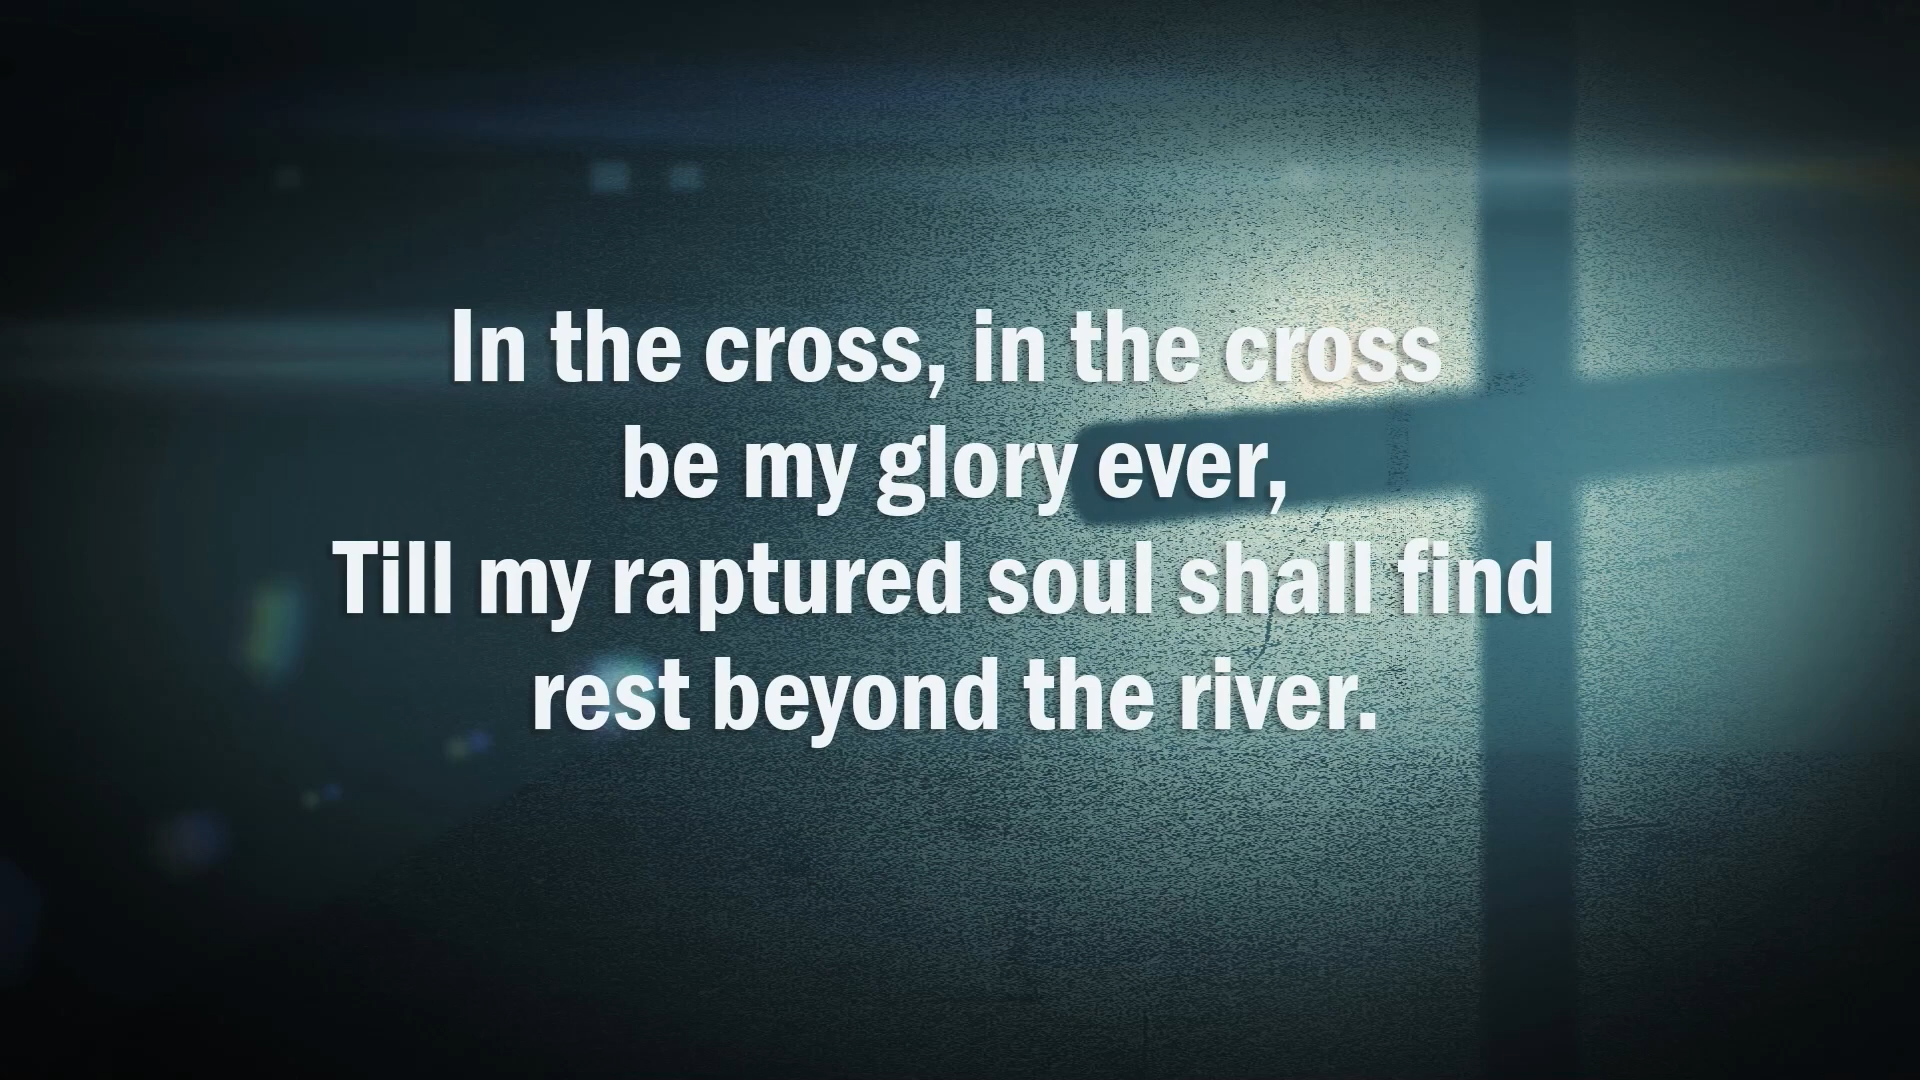 In the cross, in the cross
be my glory ever,
Till my raptured soul shall find
rest beyond the river.